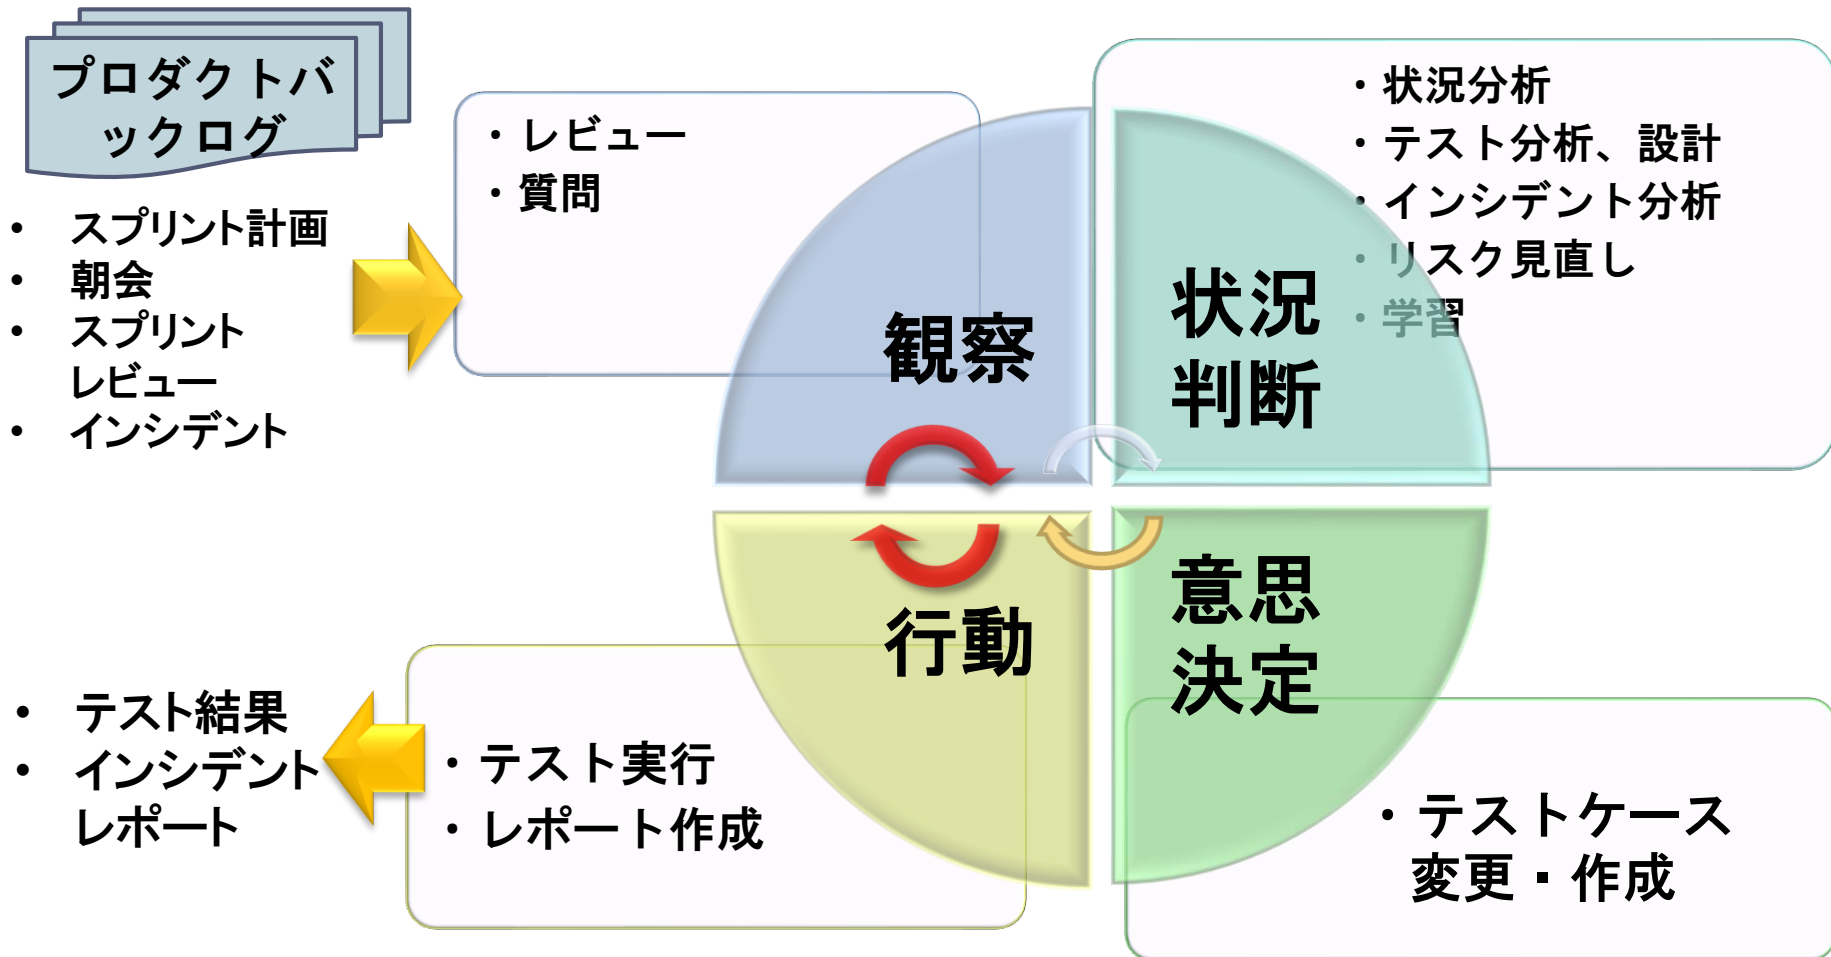 プロダクトバ
ックログ
• スプリント計画
• 朝会
• スプリント
レビュー
• インシデント
・レビュー
・質問
観察
・状況分析
・テスト分析、設計
・インシデント分析
・リスク見直し
・学習
状況
判断
行動
・テスト実行
・レポート作成
• テスト結果
• インシデント
レポート
意思
決定
・テストケース
変更・作成